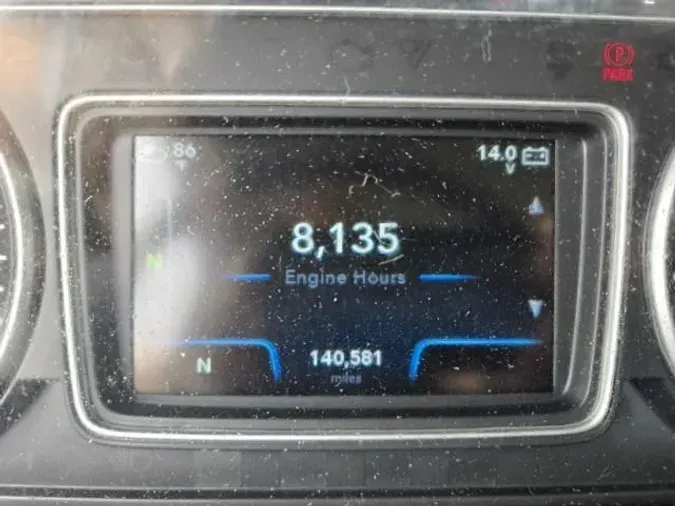 P
PARK
86
°F
14.0
V
8,135
N
Engine Hours
N
140,581
miles